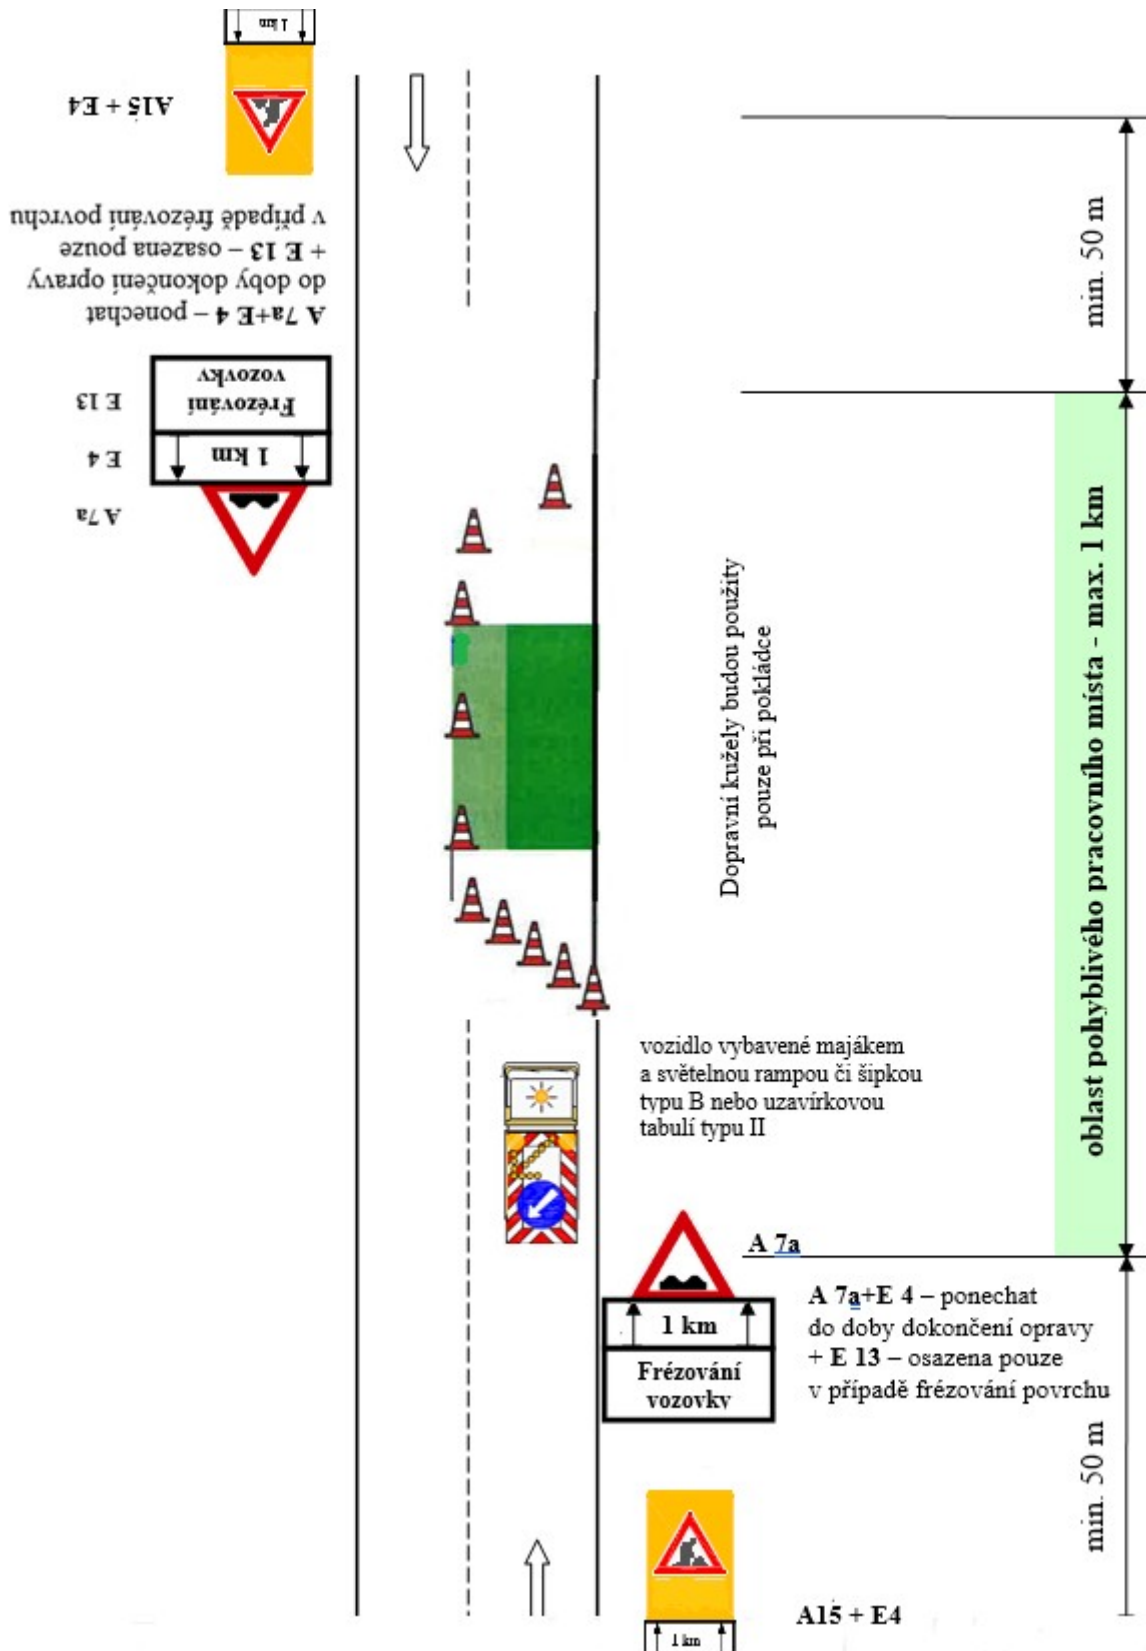 1 km
A15 + E4
A 7a+E 4 – ponechat
do doby dokončení opravy
+ E 13 – osazena pouze
v případě frézování povrchu
A 7a
E 4
1 km
E 13
Frézování
vozovky
min. 50 m
oblast pohyblivého pracovního místa - max. 1 km
Dopravní kužely budou použity
pouze při pokládce
vozidlo vybavené majákem
a světelnou rampou či šipkou
typu B nebo uzavírkovou
tabulí typu II
A 7a
1 km
Frézování
vozovky
A 7a+E 4 – ponechat
do doby dokončení opravy
+ E 13 – osazena pouze
v případě frézování povrchu
min. 50 m
A15 + E4
1 km